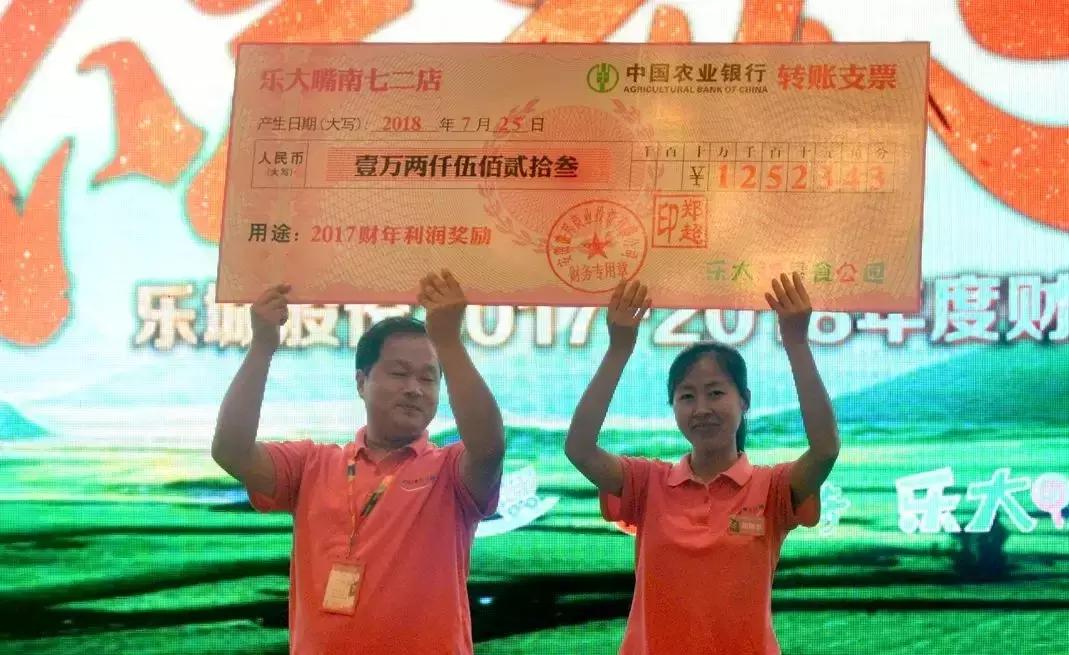 乐大嘴南七二店
中国农业银行 转账支票
AGRICULTURAL BANK OF CHINA
产生日期(大写): 2018 年 7 月 25 日
人民币
(大写)
壹万两仟伍佰贰拾叁
千 百 十 万 千 百 十 元 角 分
¥ 1 2 5 2 3 4 3
用途: 2017财年利润奖励
财务专用章
郑超
印
乐大 食公园
乐城股份2017-2018年度财
乐大